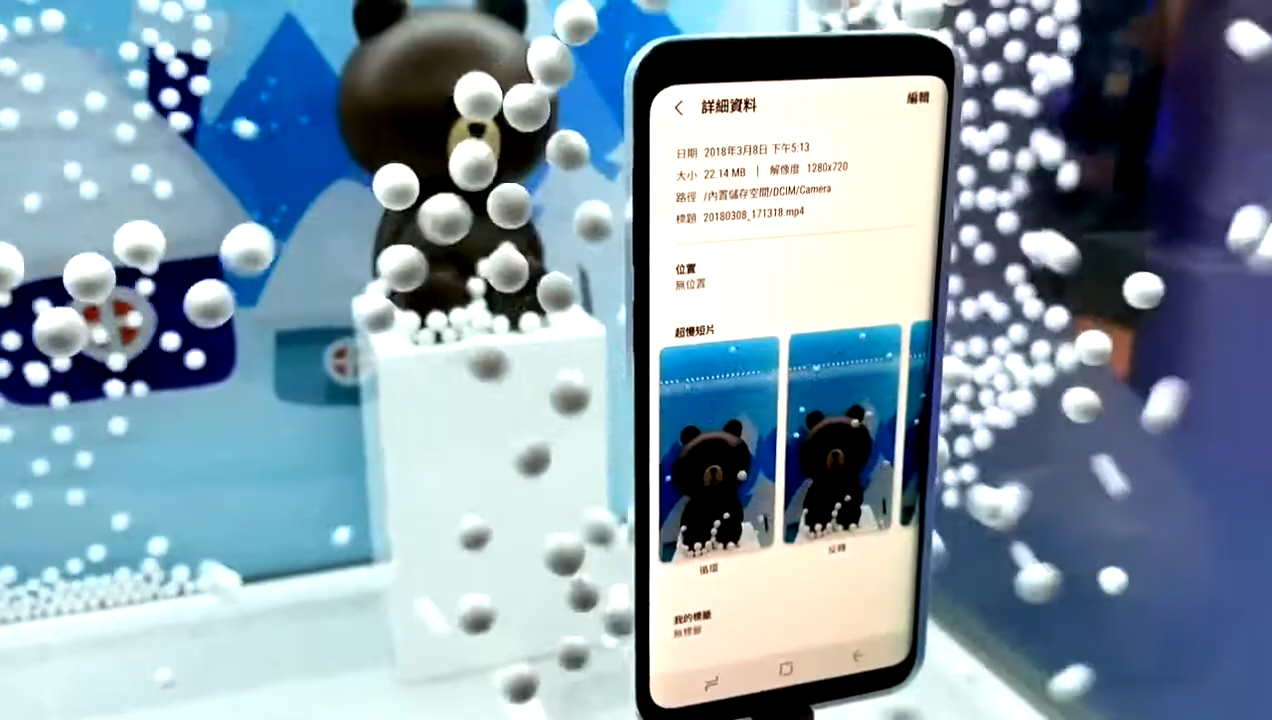 詳細資料
編輯
日期 2018年3月8日 下午5:13
大小 22.14 MB | 解像度 1280x720
路徑 /內置儲存空間/DCIM/Camera
標題 20180308_171318.mp4
位置
無位置
超慢短片
循環
反轉
我的標籤
無標籤